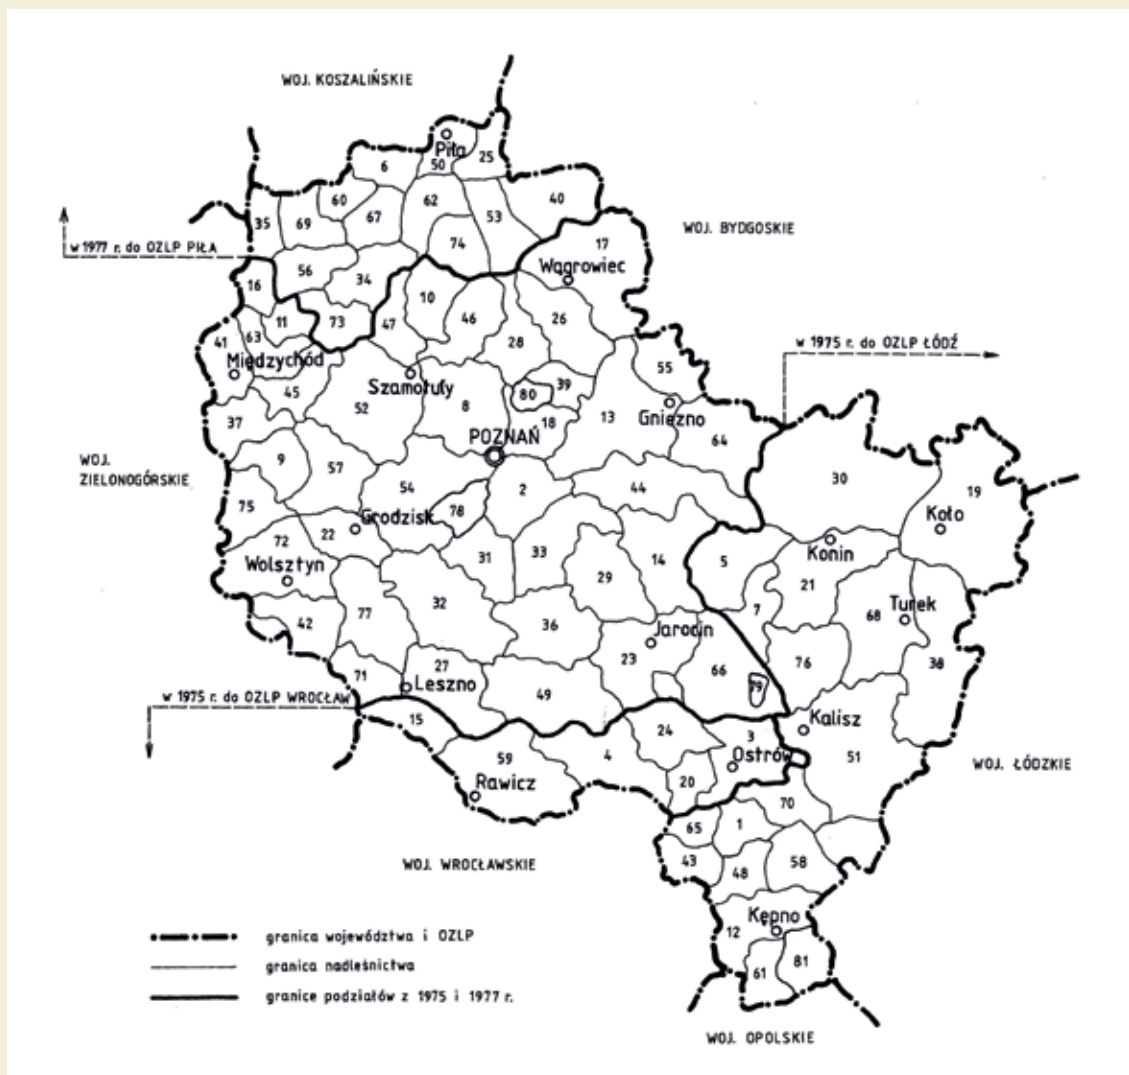 WOJ. KOSZALIŃSKIE
Piła
6
50
25
60
62
40
35
69
67
53
WOJ. BYDGOSKIE
w 1977 r. do OZLP PIŁA
74
17
56
Wągrowiec
16
34
10
11
73
47
46
26
41
63
28
w 1975 r. do OZLP ŁÓDŹ
Międzychód
55
Szamotuły
39
45
80
52
8
Gniezno
37
18
13
POZNAŃ
64
WOJ.
ZIELONOGÓRSKIE
9
57
30
54
2
44
19
75
78
Grodzisk
Koło
22
72
Konin
Wolsztyn
31
33
14
5
29
21
32
7
Turek
77
68
42
36
Jarocin
23
76
38
27
66
71
Leszno
79
w 1975 r. do OZLP WROCŁAW
49
15
Kalisz
24
3
59
4
Ostrów
51
WOJ. ŁÓDZKIE
Rawicz
20
70
65
1
WOJ. WROCŁAWSKIE
43
48
58
Kępno
12
granica województwa i OZLP
61
81
granica nadleśnictwa
granice podziałów z 1975 i 1977 r.
WOJ. OPOLSKIE